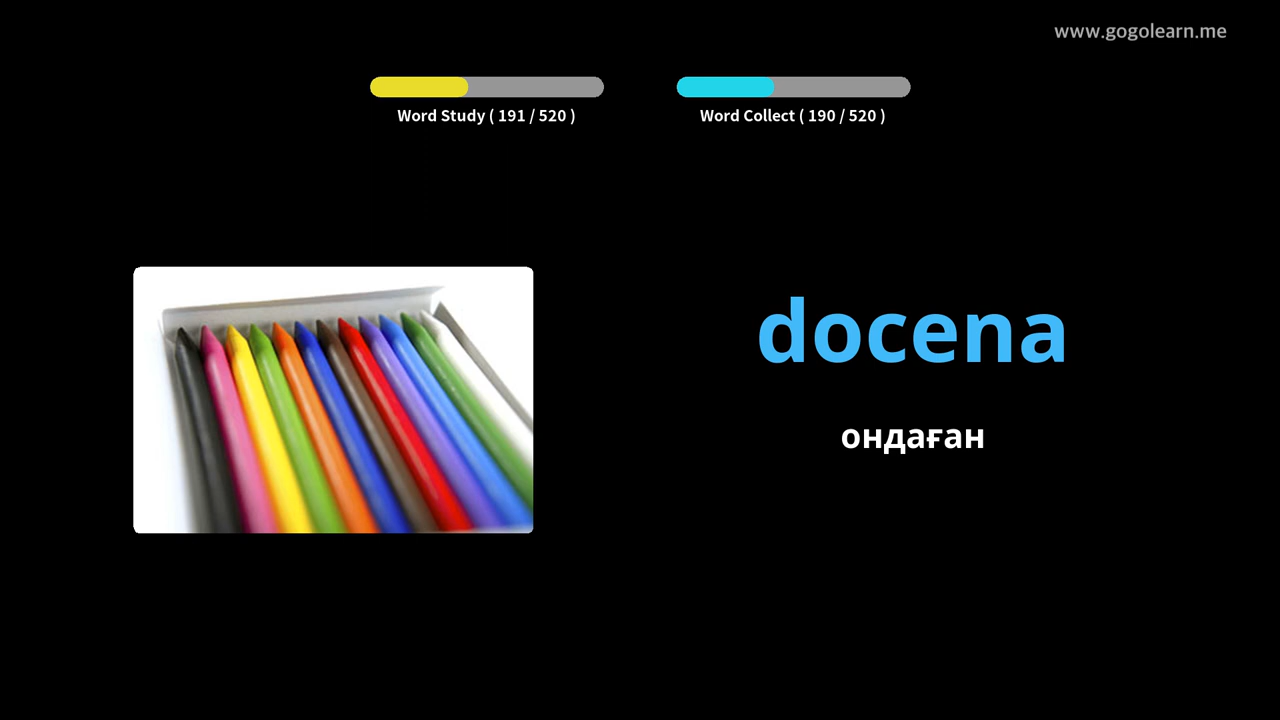 www.gogolearn.me
Word Study ( 191 / 520 )
Word Collect ( 190 / 520 )
docena
ондаған